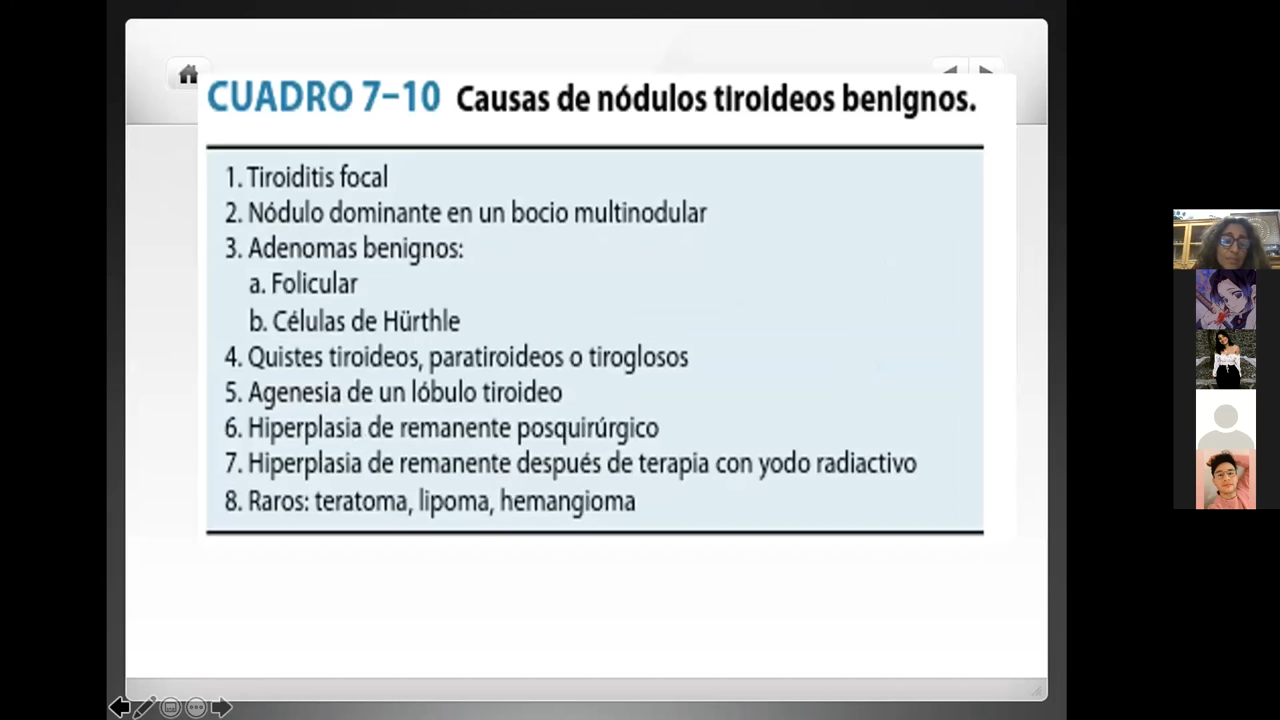 CUADRO 7–10 Causas de nódulos tiroideos benignos.
1. Tiroiditis focal
2. Nódulo dominante en un bocio multinodular
3. Adenomas benignos:
a. Folicular
b. Células de Hürthle
4. Quistes tiroideos, paratiroideos o tiroglosos
5. Agenesia de un lóbulo tiroideo
6. Hiperplasia de remanente posquirúrgico
7. Hiperplasia de remanente después de terapia con yodo radiactivo
8. Raros: teratoma, lipoma, hemangioma